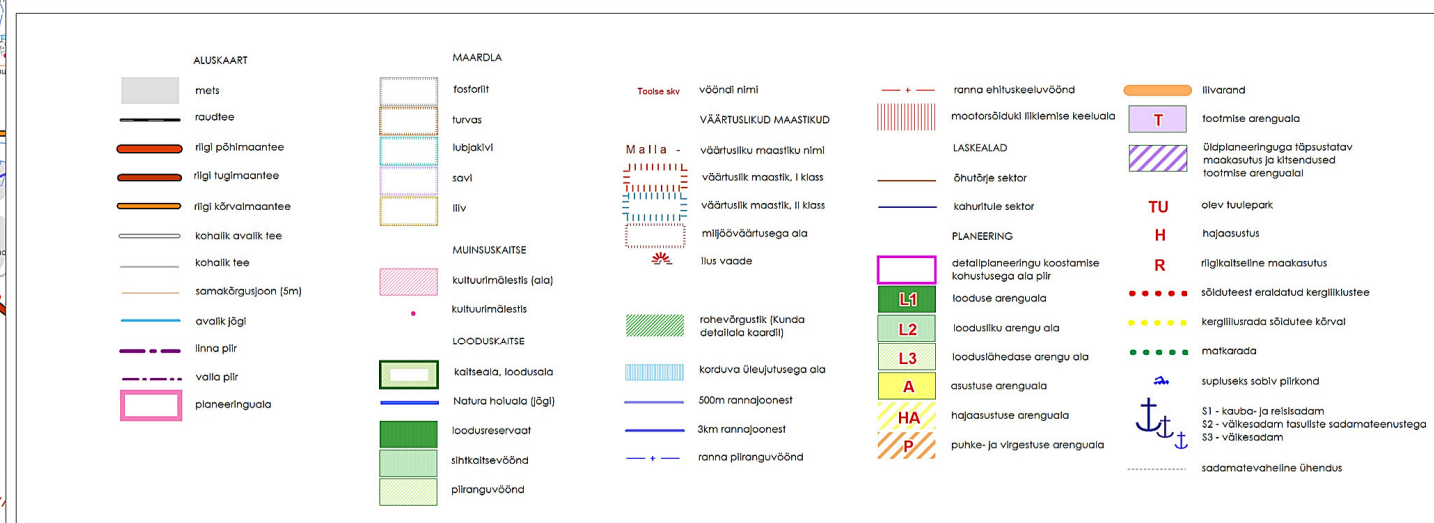 ALUSKAART
mets
raudtee
riigi põhimaantee
riigi tugimaantee
riigi kõrvalmaantee
kohalik avalik tee
kohalik tee
samakõrgusjoon (5m)
avalik jõgi
linna piir
valla piir
planeeringuala
MAARDLA
fosforiit
turvas
lubjakivi
savi
liiv
MUINSUSKAITSE
kultuurimälestis (ala)
kultuurimälestis
LOODUSKAITSE
kaitseala, loodusala
Natura hoiuala (jõgi)
loodusreservaat
sihtkaitsevöönd
piiranguvöönd
Toolse skv vööndi nimi
VÄÄRTUSLIKUD MAASTIKUD
Malla - väärtusliku maastiku nimi
väärtuslik maastik, I klass
väärtuslik maastik, II klass
miljööväärtusega ala
ilus vaade
rohevõrgustik (Kunda
detailala kaardil)
korduva üleujutusega ala
500m rannajoonest
3km rannajoonest
ranna piiranguvöönd
ranna ehituskeeluvöönd
mootorsõiduki liiklemise keeluala
LASKEALAD
õhutõrje sektor
kahuritule sektor
PLANEERING
detailplaneeringu koostamise
kohustusega ala piir
L1 looduse arenguala
L2 loodusliku arengu ala
L3 looduslähedase arengu ala
A asustuse arenguala
HA hajaasustuse arenguala
P puhke- ja virgestuse arenguala
liivarand
T tootmise arenguala
üldplaneeringuga täpsustatav
maakasutus ja kitsendused
tootmise arengualal
TU olev tuulepark
H hajaasustus
R riigikaitseline maakasutus
sõiduteest eraldatud kergliiklustee
kergliilusrada sõidutee kõrval
matkarada
supluseks sobiv piirkond
S1 - kauba- ja reisisadam
S2 - väikesadam tasuliste sadamateenustega
S3 - väikesadam
sadamatevaheline ühendus